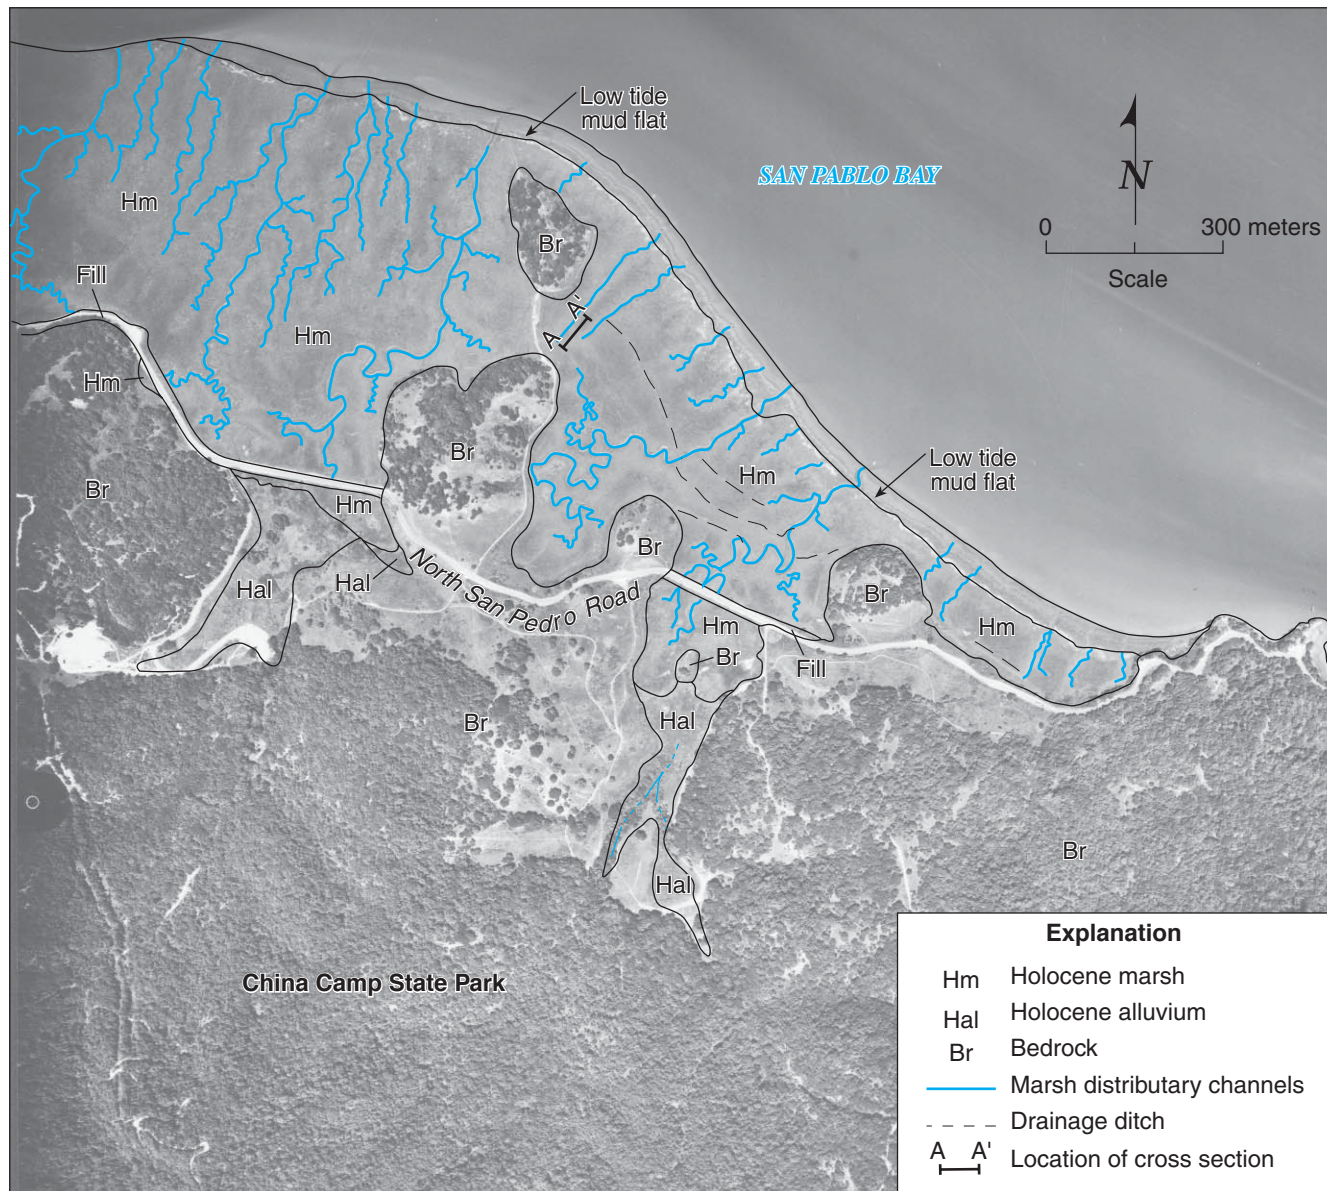 Low tide
mud flat
SAN PABLO BAY
N
0 300 meters
Scale
Hm
Br
Fill
A A'
Hm
Hm
Br
Br
Hm
Low tide
mud flat
Hm
Br
Hal
Hal
North San Pedro Road
Br
Hm
Hm
Br
Fill
Hal
Br
Br
Hal
China Camp State Park
Explanation
Hm Holocene marsh
Hal Holocene alluvium
Br Bedrock
Marsh distributary channels
Drainage ditch
A A' Location of cross section